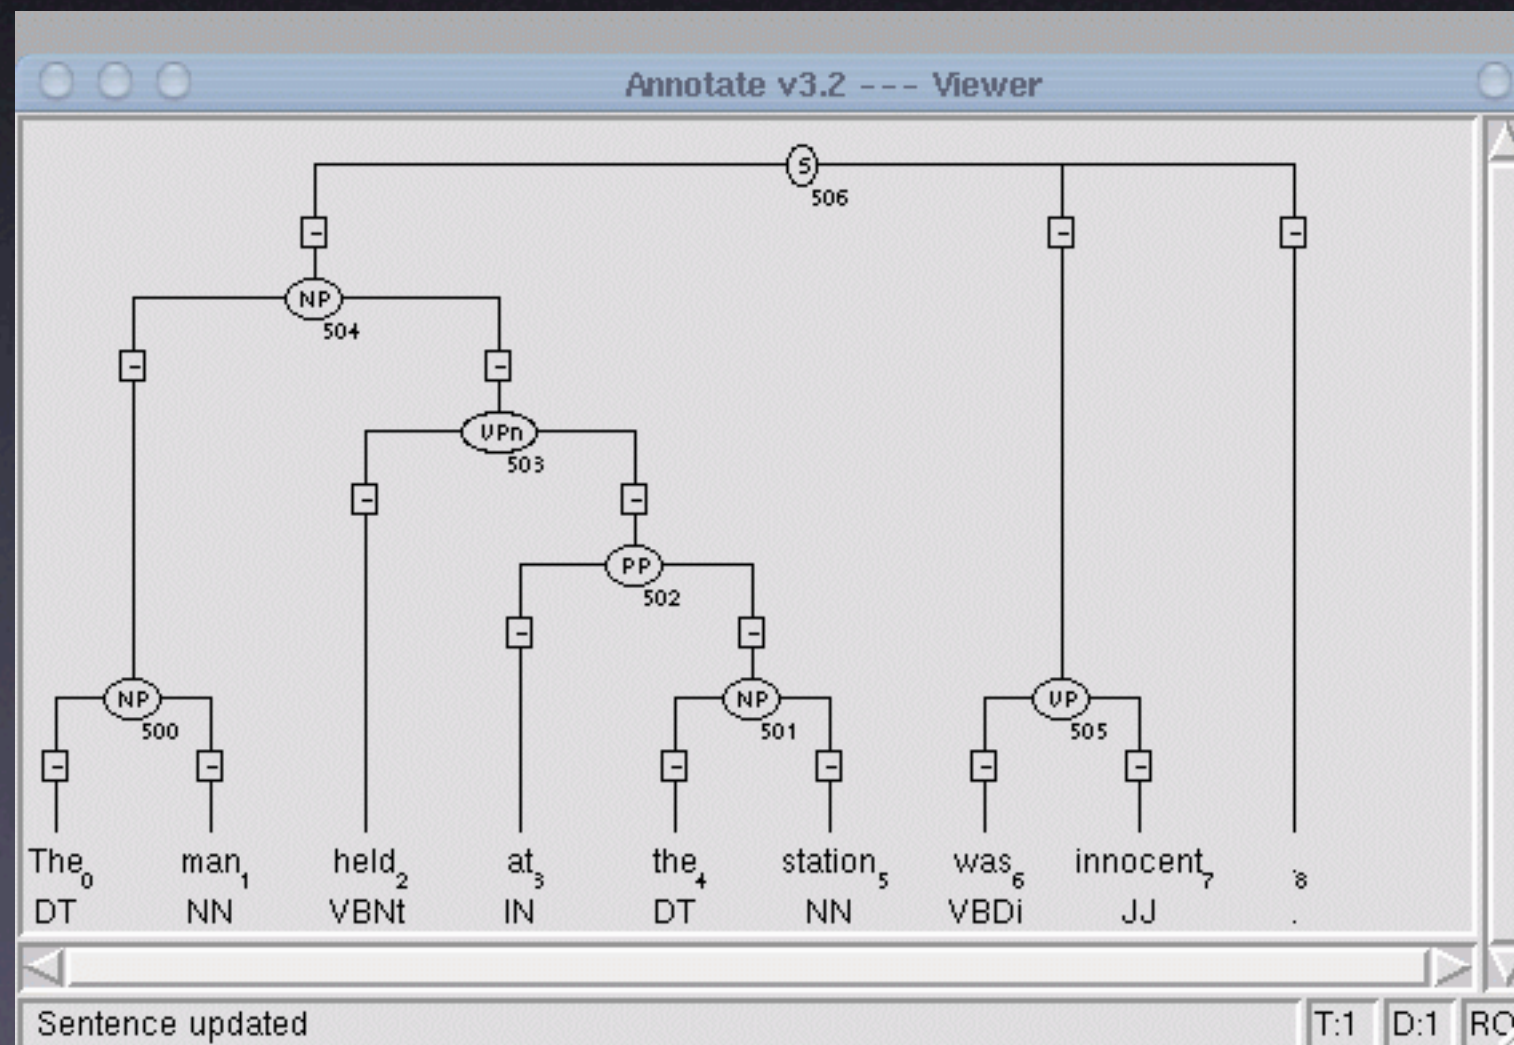 Annotate v3.2 --- Viewer
S
506
NP
504
VPn
503
PP
502
NP
500
NP
501
VP
505
The0 man1 held2 at3 the4 station5 was6 innocent7 .8
DT NN VBNt IN DT NN VBDi JJ .
Sentence updated T:1 D:1 RO